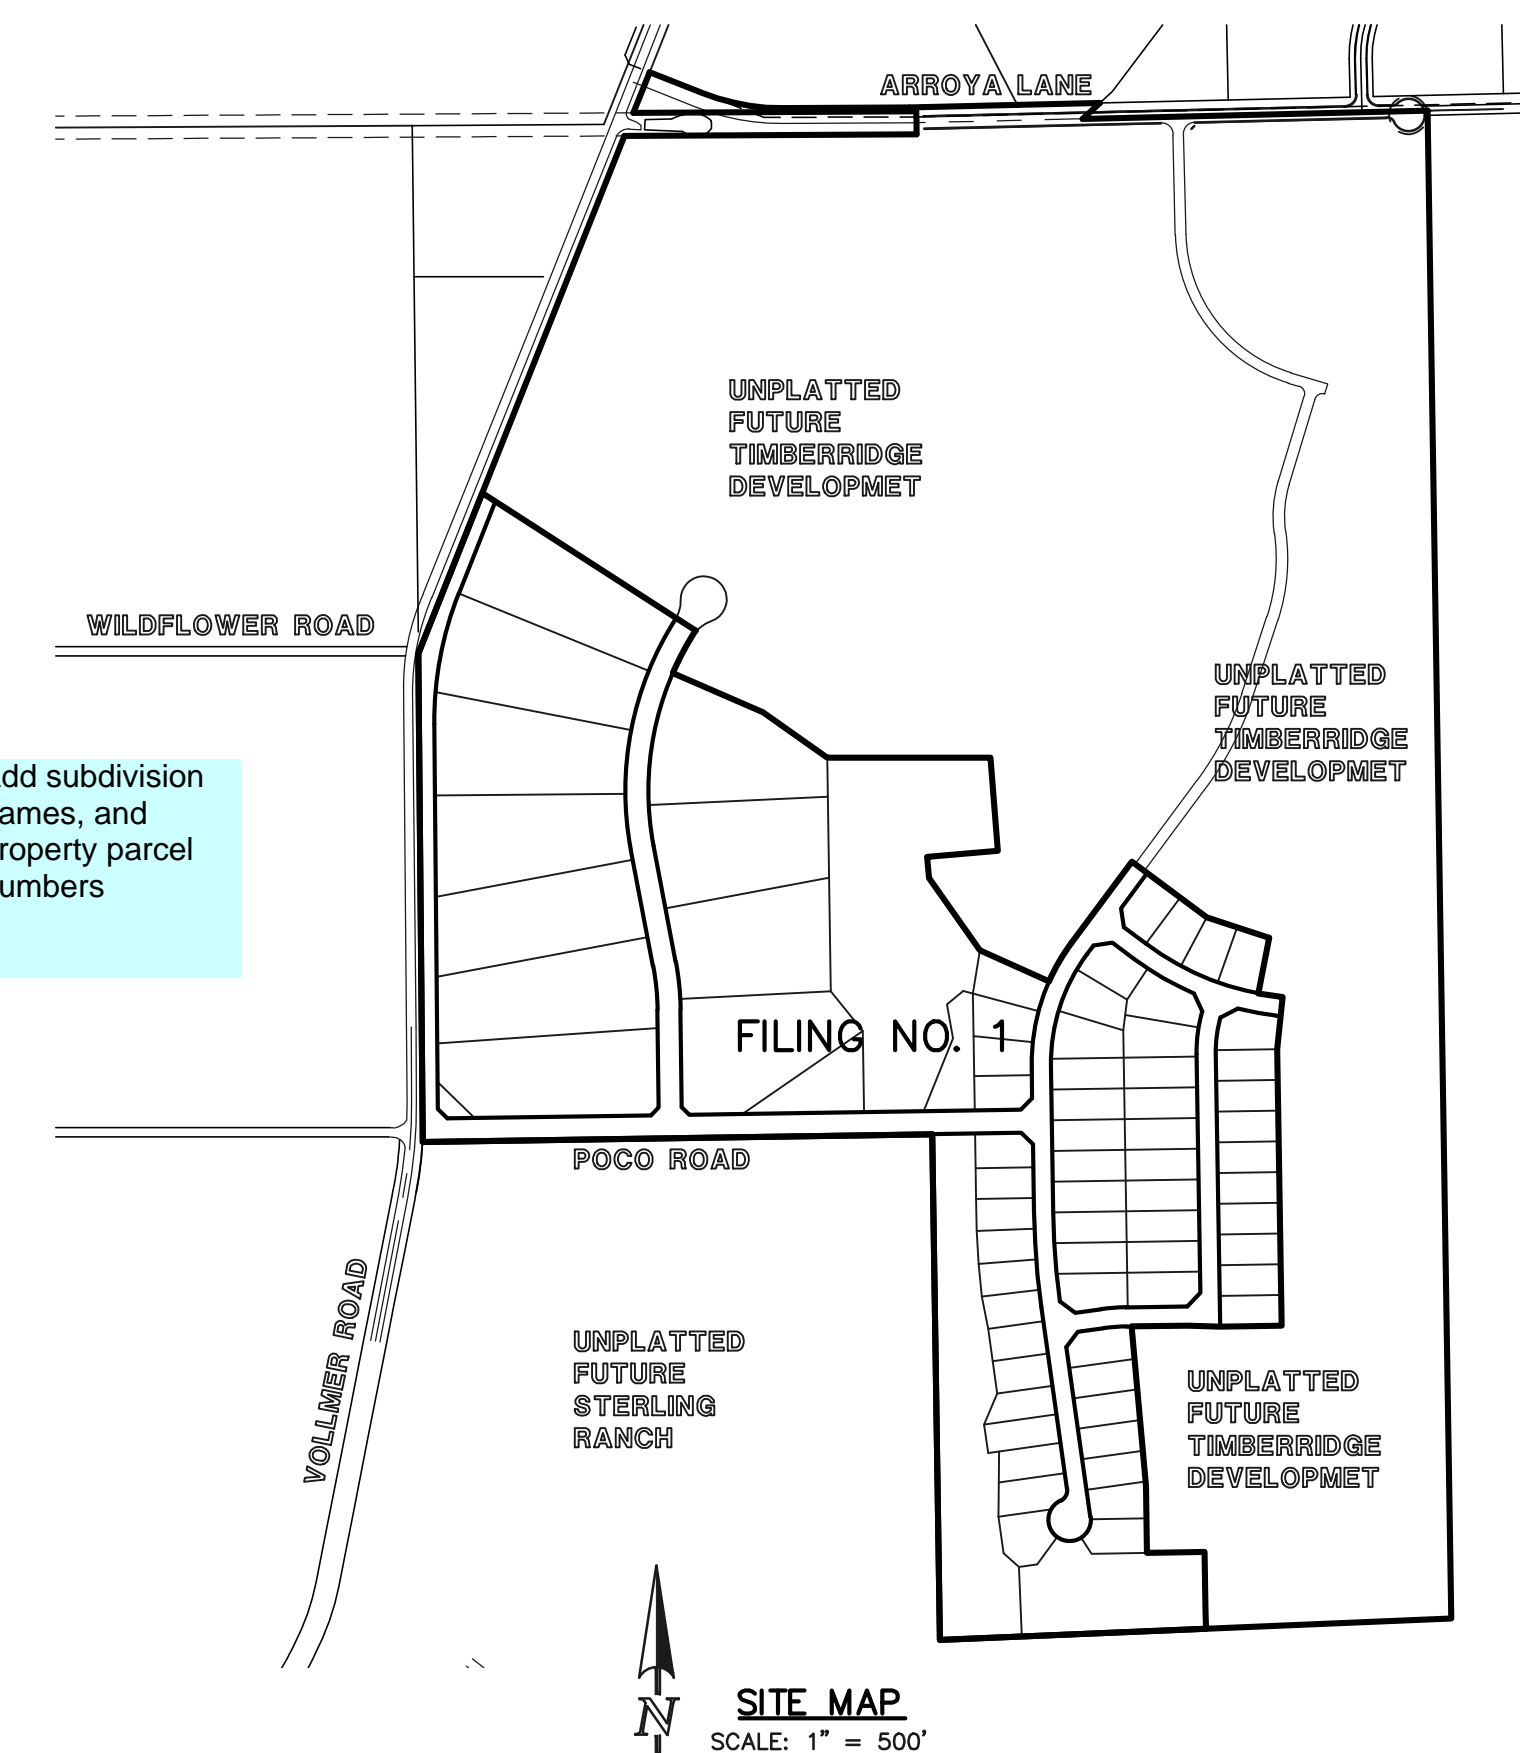 ARROYA LANE
UNPLATTED
FUTURE
TIMBERRIDGE
DEVELOPMET
WILDFLOWER ROAD
UNPLATTED
FUTURE
TIMBERRIDGE
DEVELOPMET
dd subdivision
ames, and
roperty parcel
umbers
FILING NO. 1
POCO ROAD
VOLLMER ROAD
UNPLATTED
FUTURE
STERLING
RANCH
UNPLATTED
FUTURE
TIMBERRIDGE
DEVELOPMET
N
SITE MAP
SCALE: 1" = 500'